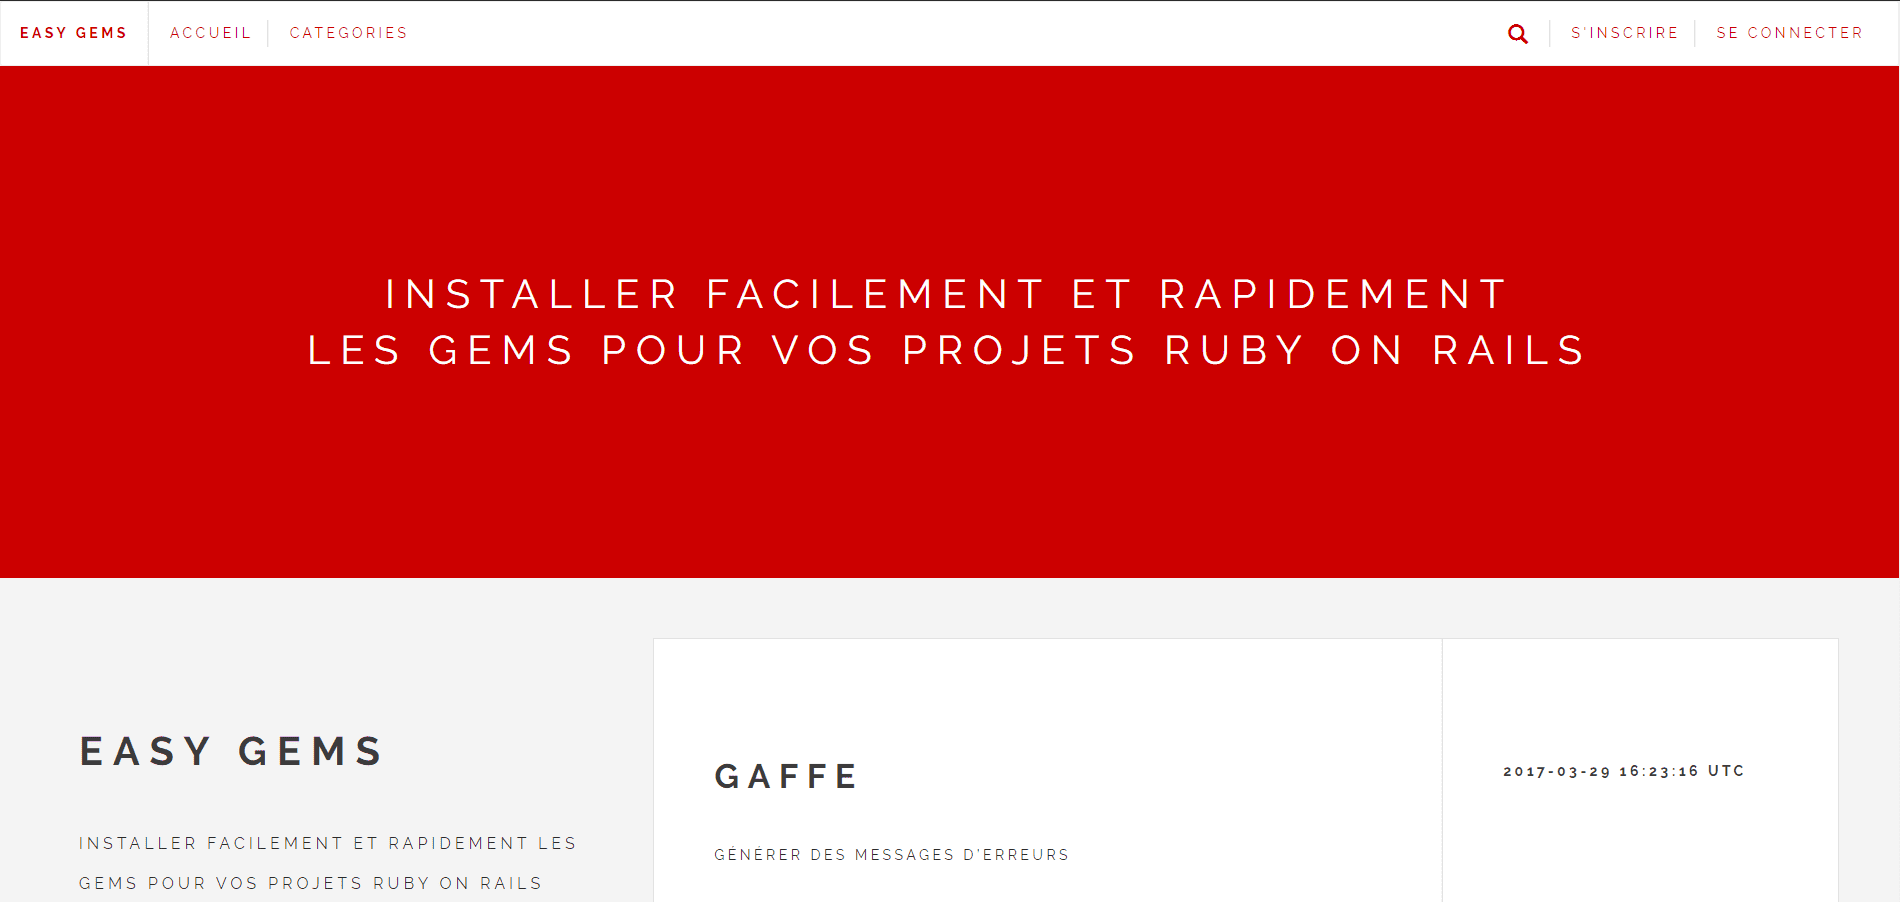 EASY GEMS
ACCUEIL
CATEGORIES
S'INSCRIRE
SE CONNECTER
INSTALLER FACILEMENT ET RAPIDEMENT
LES GEMS POUR VOS PROJETS RUBY ON RAILS
EASY GEMS
INSTALLER FACILEMENT ET RAPIDEMENT LES
GEMS POUR VOS PROJETS RUBY ON RAILS
GAFFE
GÉNÉRER DES MESSAGES D'ERREURS
2017-03-29 16:23:16 UTC